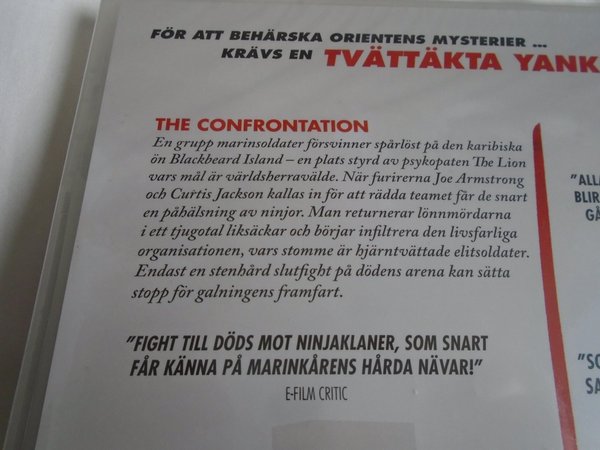 FÖR ATT BEHÄRSKA ORIENTENS MYSTERIER ...
KRÄVS EN TVÄTTÄKTA YANK
THE CONFRONTATION
En grupp marinsoldater försvinner spårlöst på den karibiska
ön Blackbeard Island – en plats styrd av psykopaten The Lion
vars mål är världsherravälde. När furirerna Joe Armstrong
och Curtis Jackson kallas in för att rädda teamet får de snart
en påhälsning av ninjor. Man returnerar lönnmördarna
i ett tjugotal liksäckar och börjar infiltrera den livsfarliga
organisationen, vars stomme är hjärntvättade elitsoldater.
Endast en stenhård slutfight på dödens arena kan sätta
stopp för galningens framfart.
"FIGHT TILL DÖDS MOT NINJAKLANER, SOM SNART
FÅR KÄNNA PÅ MARINKÅRENS HÅRDA NÄVAR!"
E-FILM CRITIC
"ALLA
BLIR
GÅ
"SO
SA